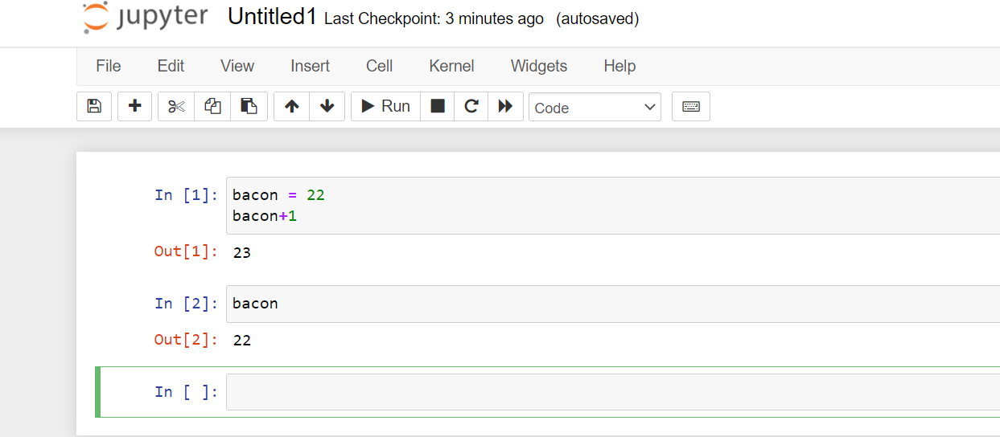 jupyter Untitled1 Last Checkpoint: 3 minutes ago (autosaved)
File Edit View Insert Cell Kernel Widgets Help
Run Code
In [1]: bacon = 22
bacon+1
Out[1]: 23
In [2]: bacon
Out[2]: 22
In [ ]: